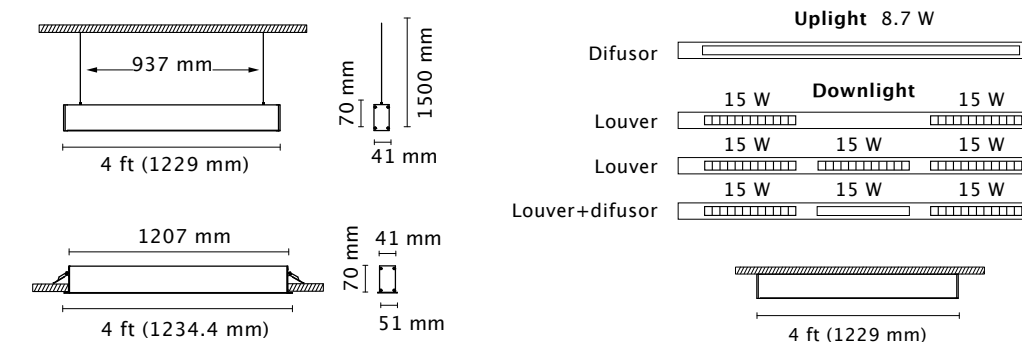 937 mm
70 mm
1500 mm
4 ft (1229 mm)
41 mm
1207 mm
41 mm
70 mm
4 ft (1234.4 mm)
51 mm
Uplight 8.7 W
Difusor
Downlight
15 W 15 W
Louver
15 W 15 W 15 W
Louver
15 W 15 W 15 W
Louver+difusor
4 ft (1229 mm)